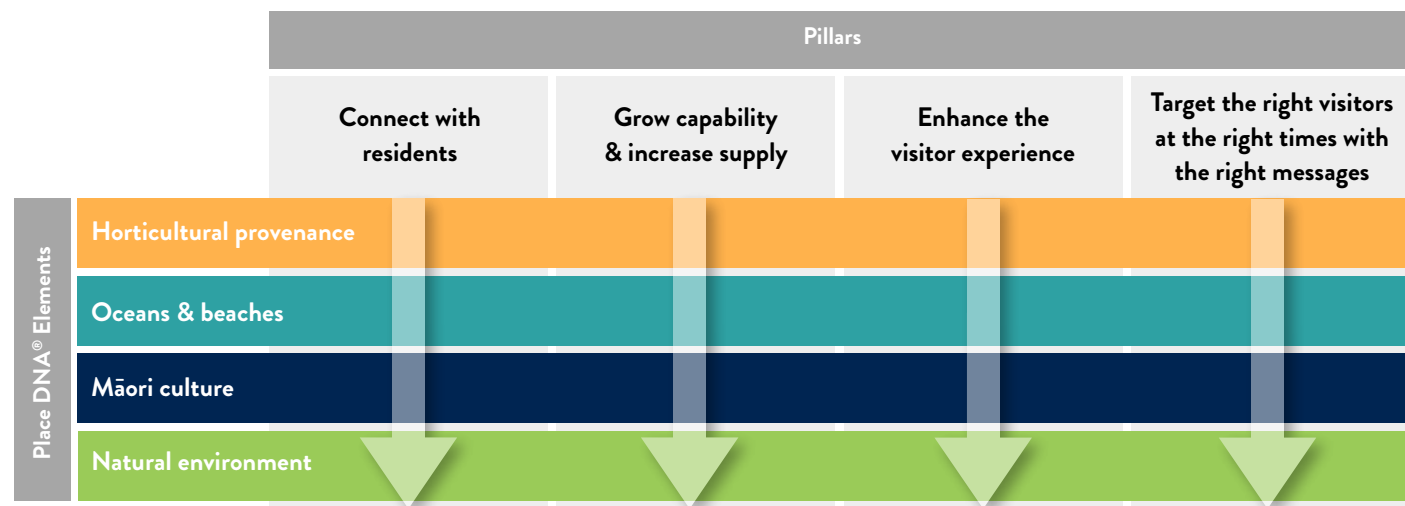 Pillars
Connect with
residents
Grow capability
& increase supply
Enhance the
visitor experience
Target the right visitors
at the right times with
the right messages
Place DNA® Elements
Horticultural provenance
Oceans & beaches
Māori culture
Natural environment